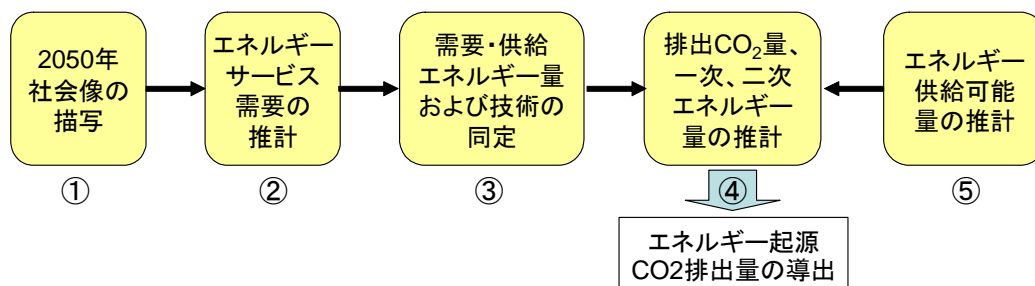 2050年
社会像の
描写
①
エネルギー
サービス
需要の
推計
②
需要・供給
エネルギー量
および技術の
同定
③
排出CO₂量、
一次、二次
エネルギー
量の推計
④
エネルギー
供給可能
量の推計
⑤
エネルギー起源
CO2排出量の導出